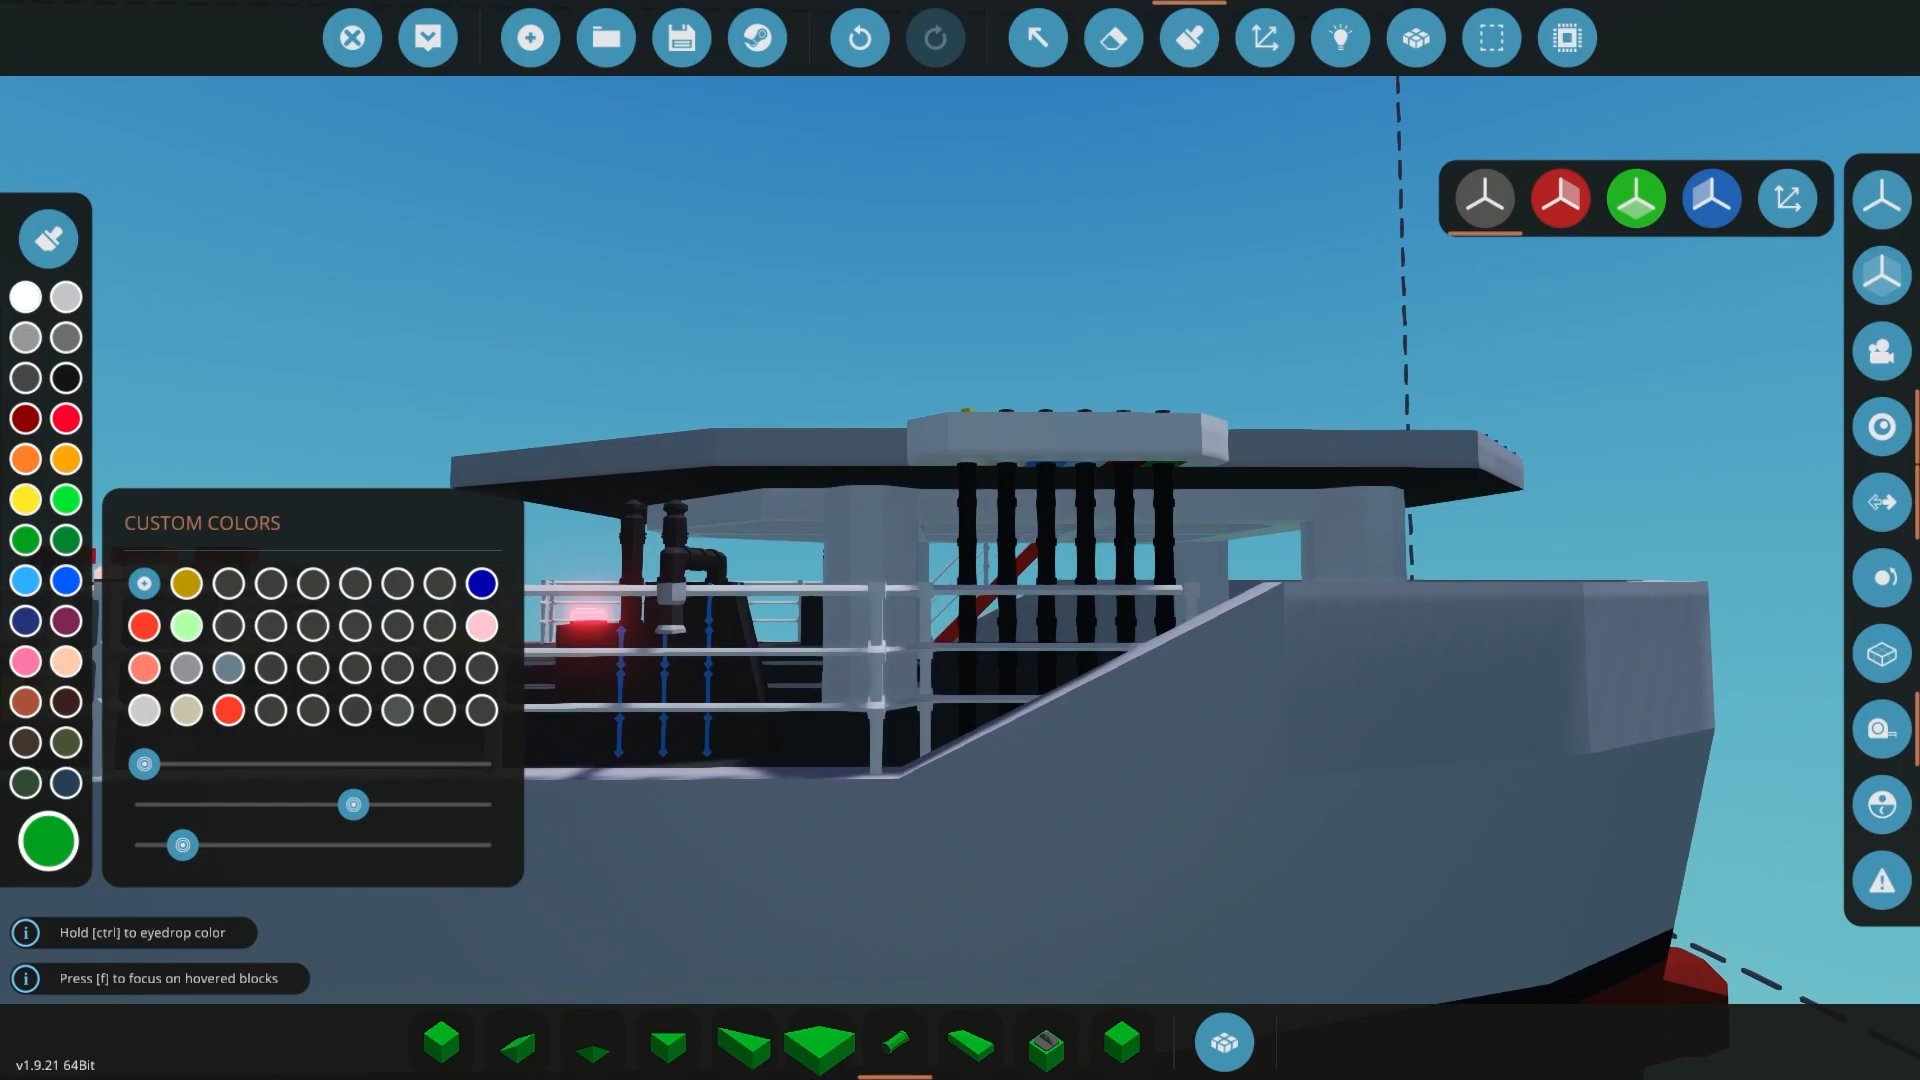 CUSTOM COLORS
Hold [ctrl] to eyedrop color
Press [f] to focus on hovered blocks
v1.9.21 64Bit